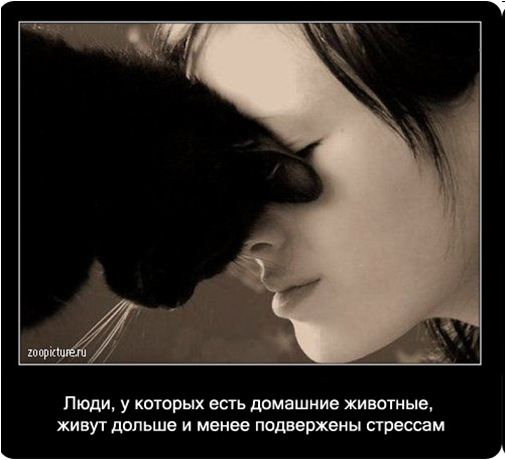 zoopicture.ru
Люди, у которых есть домашние животные,
живут дольше и менее подвержены стрессам